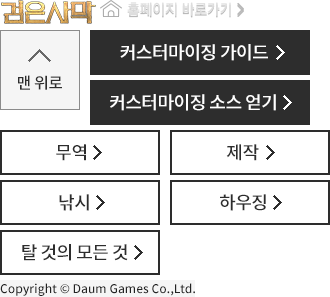 검은사막 홈페이지 바로가기 >
맨 위로
커스터마이징 가이드 >
커스터마이징 소스 얻기 >
무역 > 제작 >
낚시 > 하우징 >
탈 것의 모든 것 >
Copyright © Daum Games Co.,Ltd.